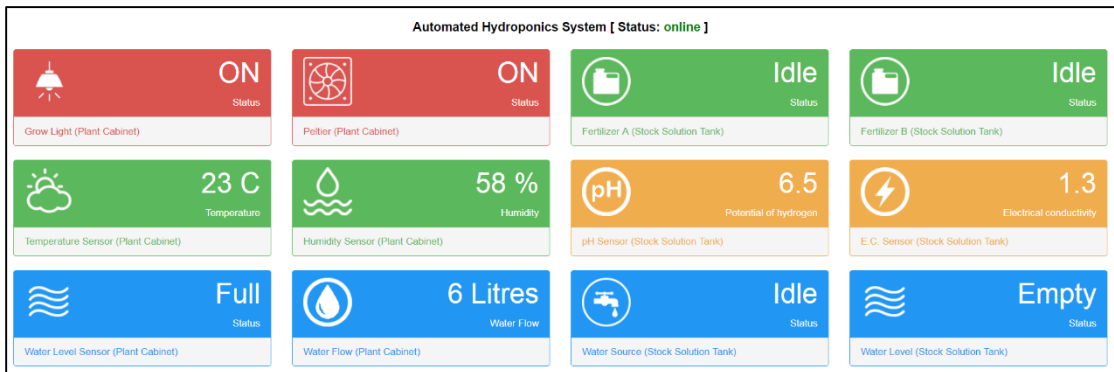 Automated Hydroponics System [ Status: online ]
ON
Status
Grow Light (Plant Cabinet)
ON
Status
Peltier (Plant Cabinet)
Idle
Status
Fertilizer A (Stock Solution Tank)
Idle
Status
Fertilizer B (Stock Solution Tank)
23 C
Temperature
Temperature Sensor (Plant Cabinet)
58 %
Humidity
Humidity Sensor (Plant Cabinet)
pH
6.5
Potential of hydrogen
pH Sensor (Stock Solution Tank)
1.3
Electrical conductivity
E.C. Sensor (Stock Solution Tank)
Full
Status
Water Level Sensor (Plant Cabinet)
6 Litres
Water Flow
Water Flow (Plant Cabinet)
Idle
Status
Water Source (Stock Solution Tank)
Empty
Status
Water Level (Stock Solution Tank)